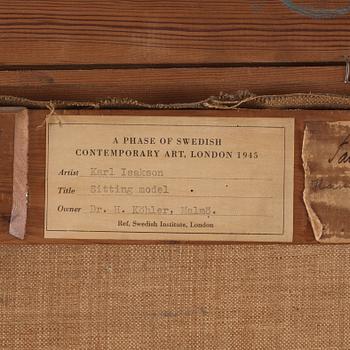 A PHASE OF SWEDISH
CONTEMPORARY ART, LONDON 1945
Artist Karl Isakson
Title Sitting model
Owner Dr. H. Köhler, Malmö.
Ref. Swedish Institute, London